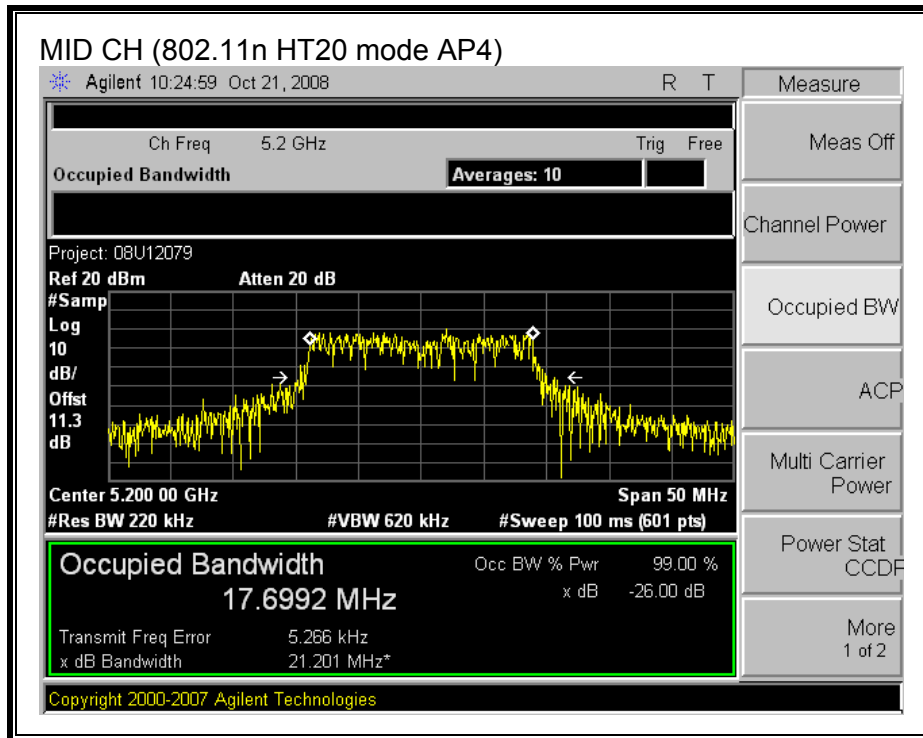 MID CH (802.11n HT20 mode AP4)
Agilent 10:24:59 Oct 21, 2008 R T
Measure
Ch Freq 5.2 GHz Trig Free
Occupied Bandwidth Averages: 10
Meas Off
Channel Power
Occupied BW
ACP
Multi Carrier
Power
Power Stat
CCDF
More
1 of 2
Project: 08U12079
Ref 20 dBm Atten 20 dB
#Samp
Log
10
dB/
Offst
11.3
dB
Center 5.200 00 GHz Span 50 MHz
#Res BW 220 kHz #VBW 620 kHz #Sweep 100 ms (601 pts)
Occupied Bandwidth Occ BW % Pwr 99.00 %
17.6992 MHz x dB -26.00 dB
Transmit Freq Error 5.266 kHz
x dB Bandwidth 21.201 MHz*
Copyright 2000-2007 Agilent Technologies